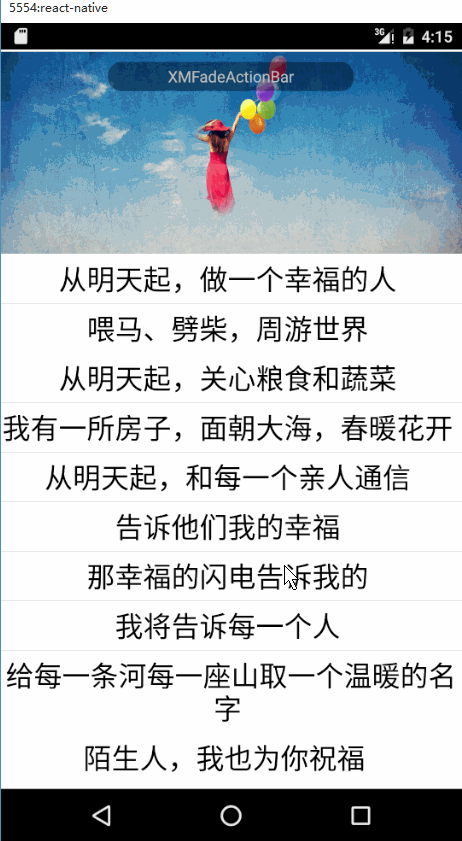 5554:react-native
3G 4:15
XMFadeActionBar
从明天起，做一个幸福的人
喂马、劈柴，周游世界
从明天起，关心粮食和蔬菜
我有一所房子，面朝大海，春暖花开
从明天起，和每一个亲人通信
告诉他们我的幸福
那幸福的闪电告诉我的
我将告诉每一个人
给每一条河每一座山取一个温暖的名
字
陌生人，我也为你祝福